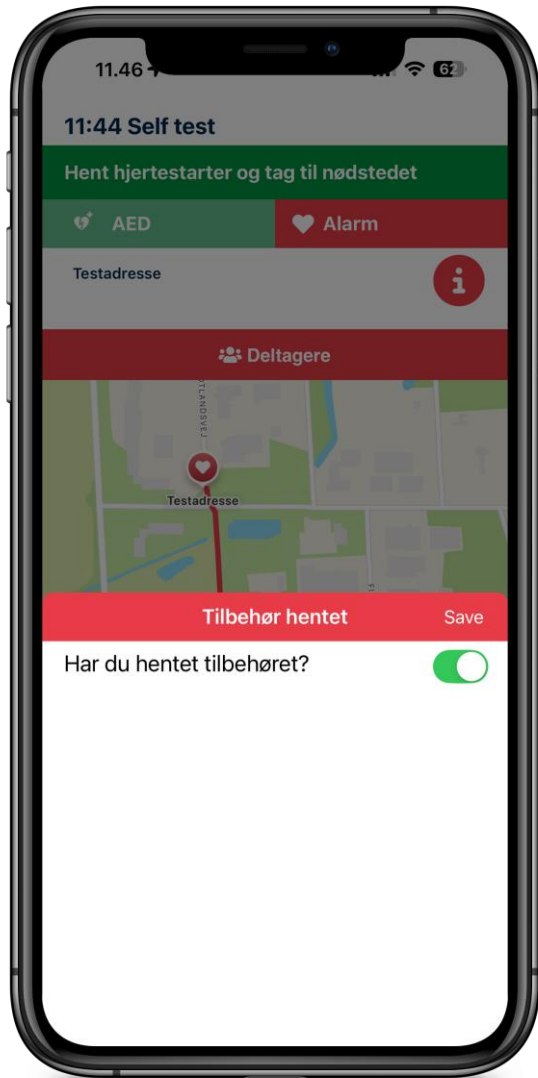 11.46
62
11:44 Self test
Hent hjertestarter og tag til nødstedet
AED
Alarm
Testadresse
Deltagere
Testadresse
Tilbehør hentet
Save
Har du hentet tilbehøret?